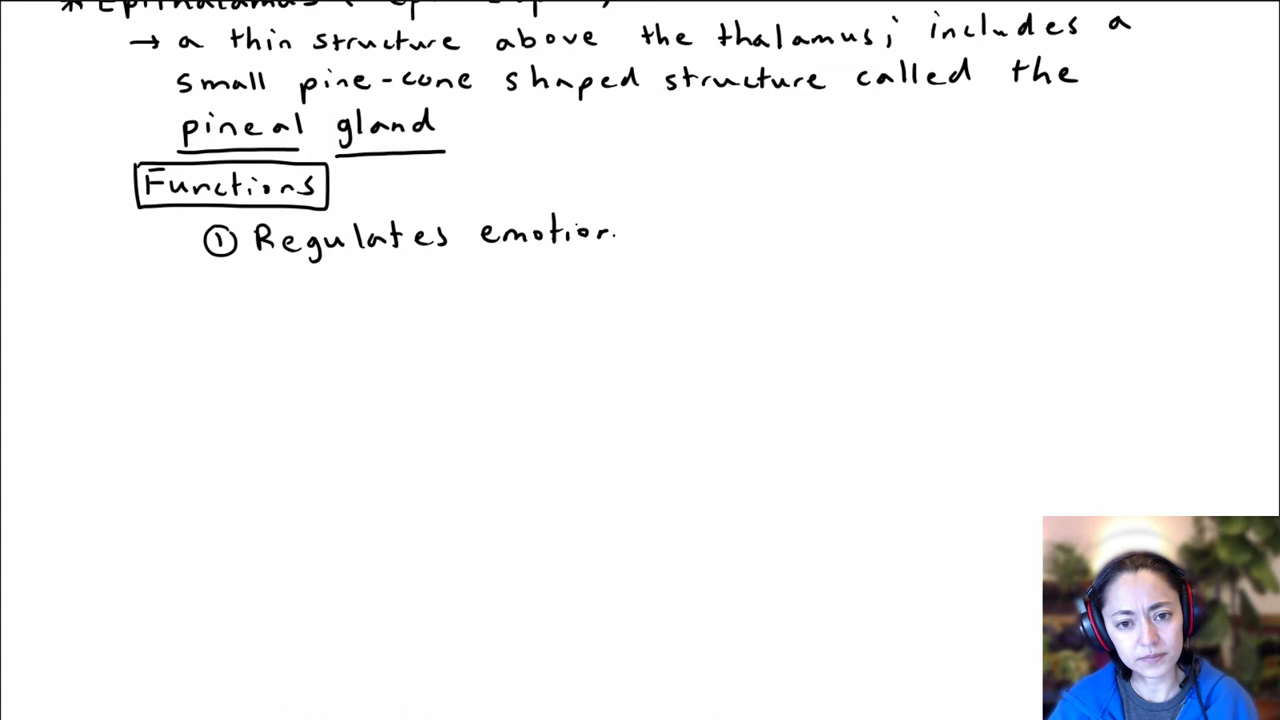 → a thin structure above the thalamus; includes a
small pine-cone shaped structure called the
pineal gland
Functions
① Regulates emotion